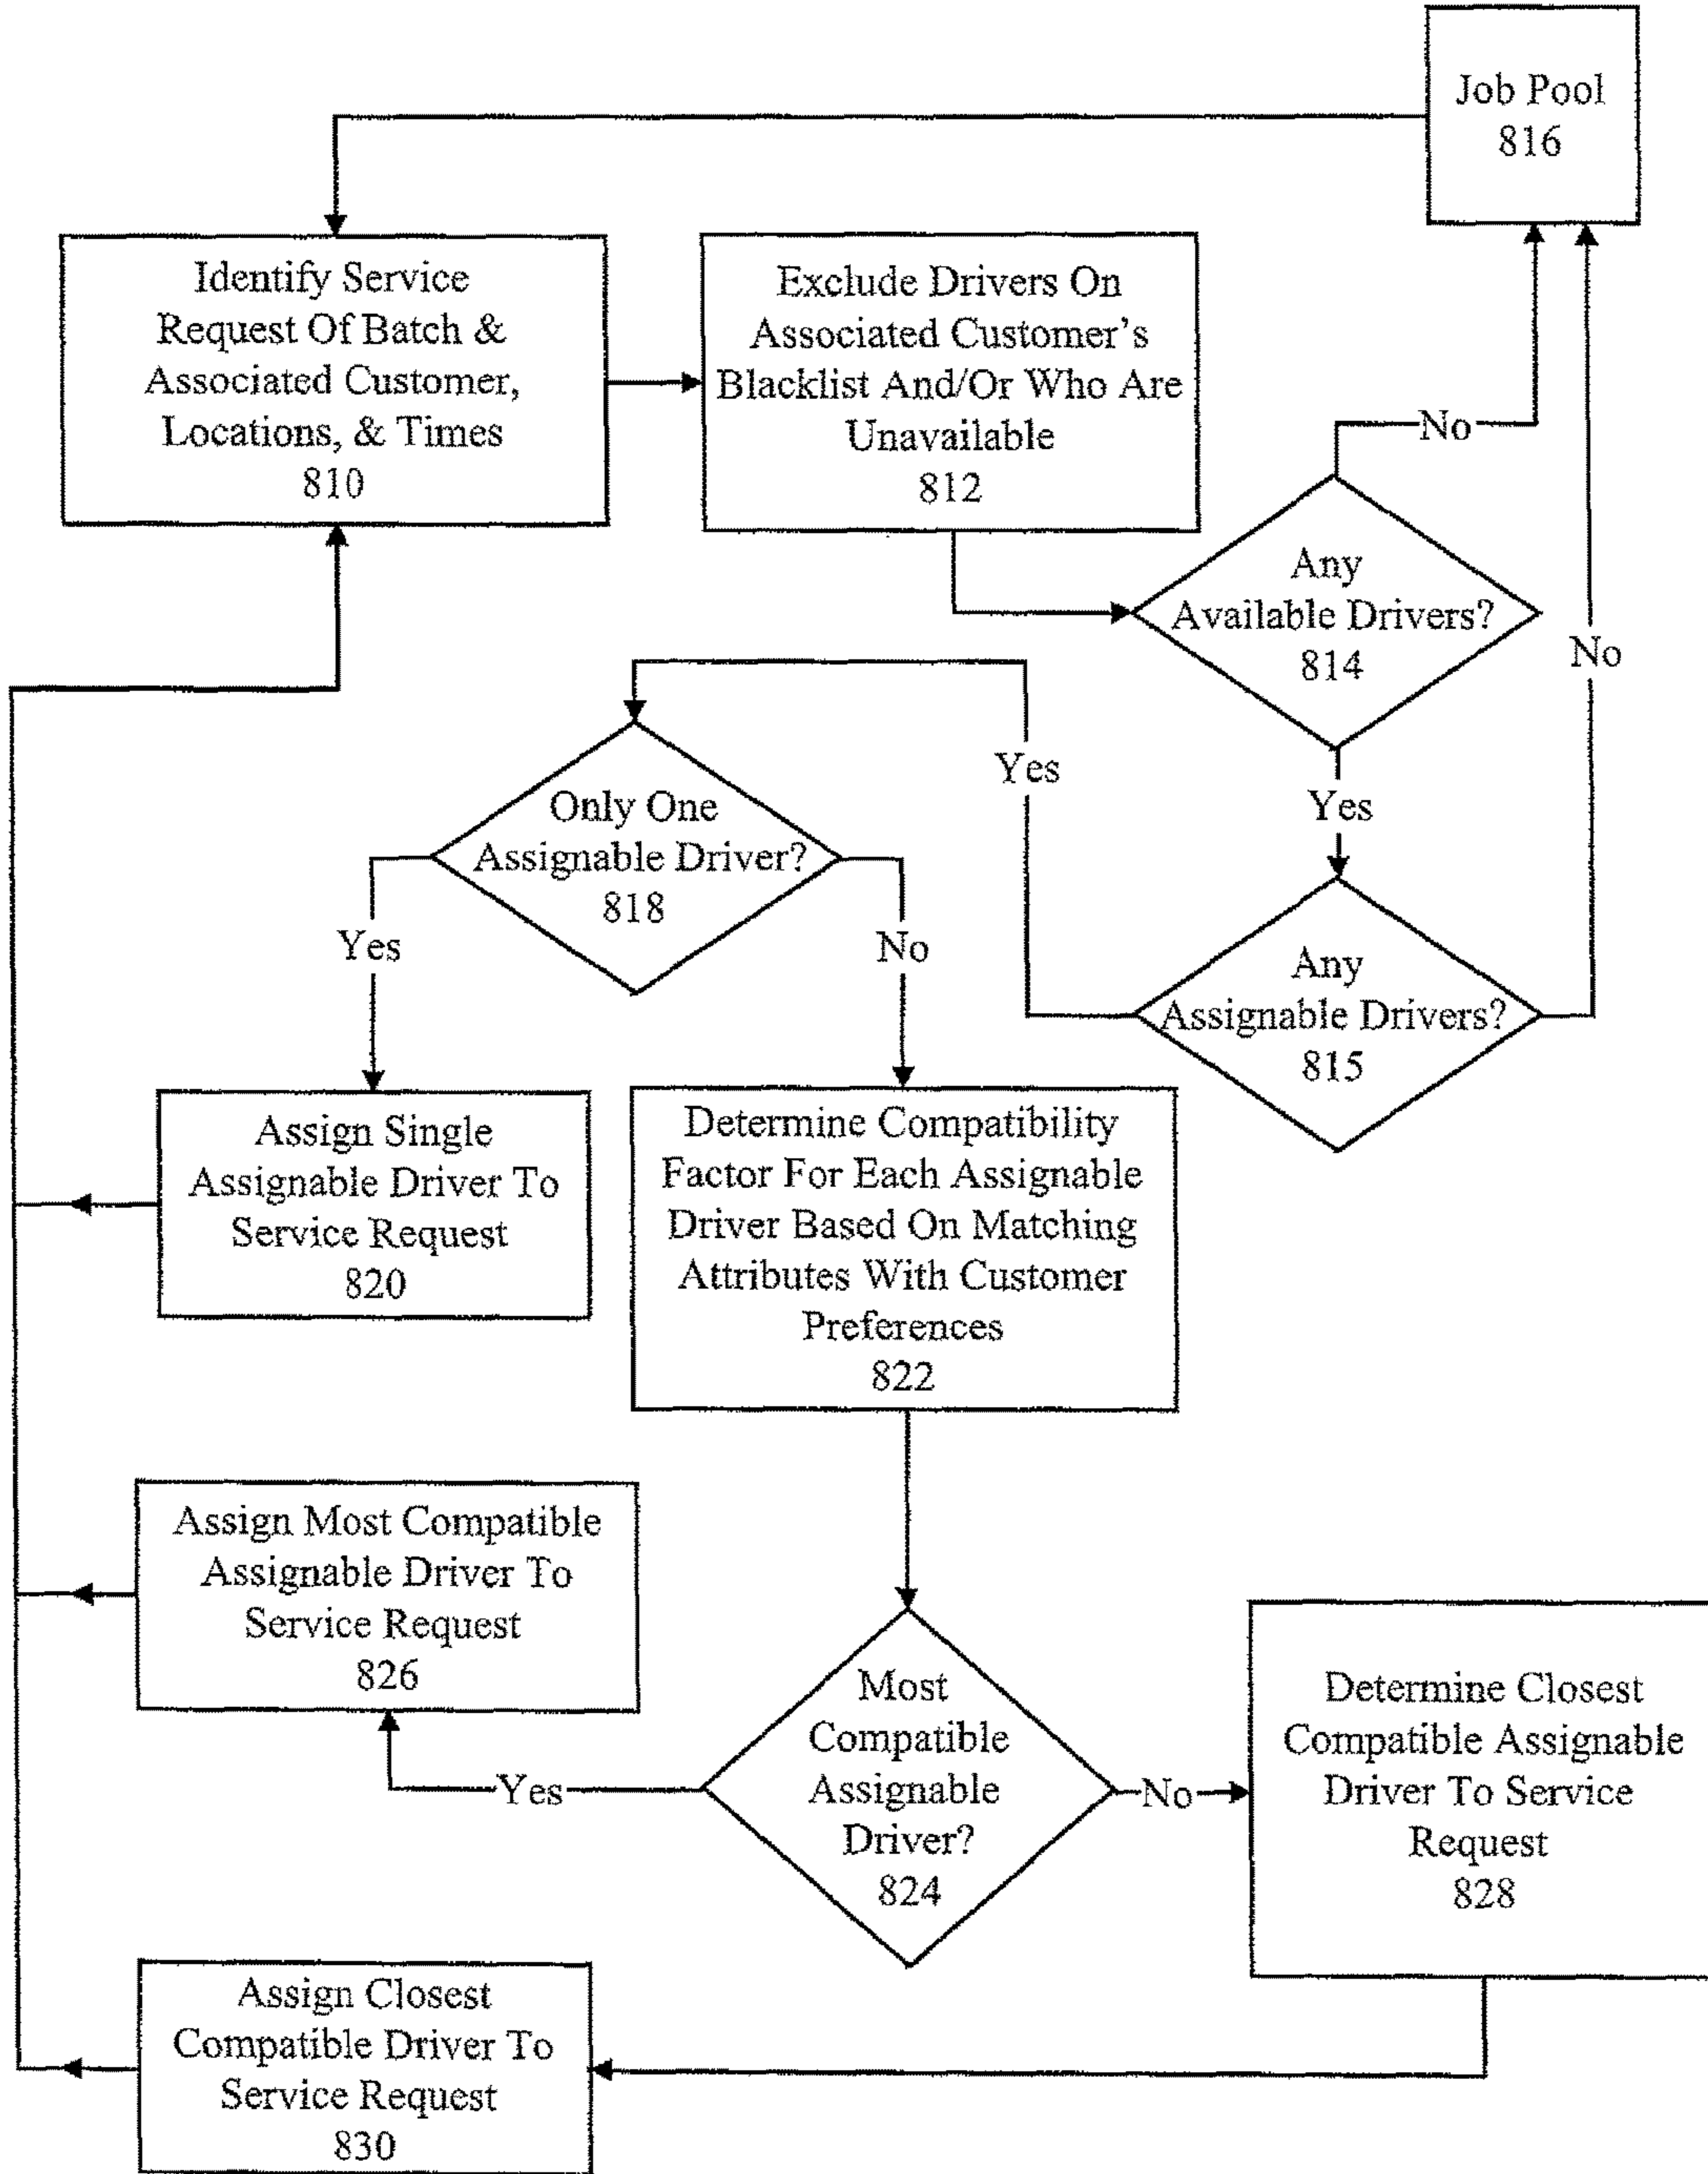 Job Pool
816
Identify Service
Request Of Batch &
Associated Customer,
Locations, & Times
810
Exclude Drivers On
Associated Customer's
Blacklist And/Or Who Are
Unavailable
812
No
Any
Available Drivers?
814
No
Yes
Yes
Only One
Assignable Driver?
818
Yes
No
Any
Assignable Drivers?
815
Assign Single
Assignable Driver To
Service Request
820
Determine Compatibility
Factor For Each Assignable
Driver Based On Matching
Attributes With Customer
Preferences
822
Assign Most Compatible
Assignable Driver To
Service Request
826
Most
Compatible
Assignable
Driver?
824
Yes
No
Determine Closest
Compatible Assignable
Driver To Service
Request
828
Assign Closest
Compatible Driver To
Service Request
830